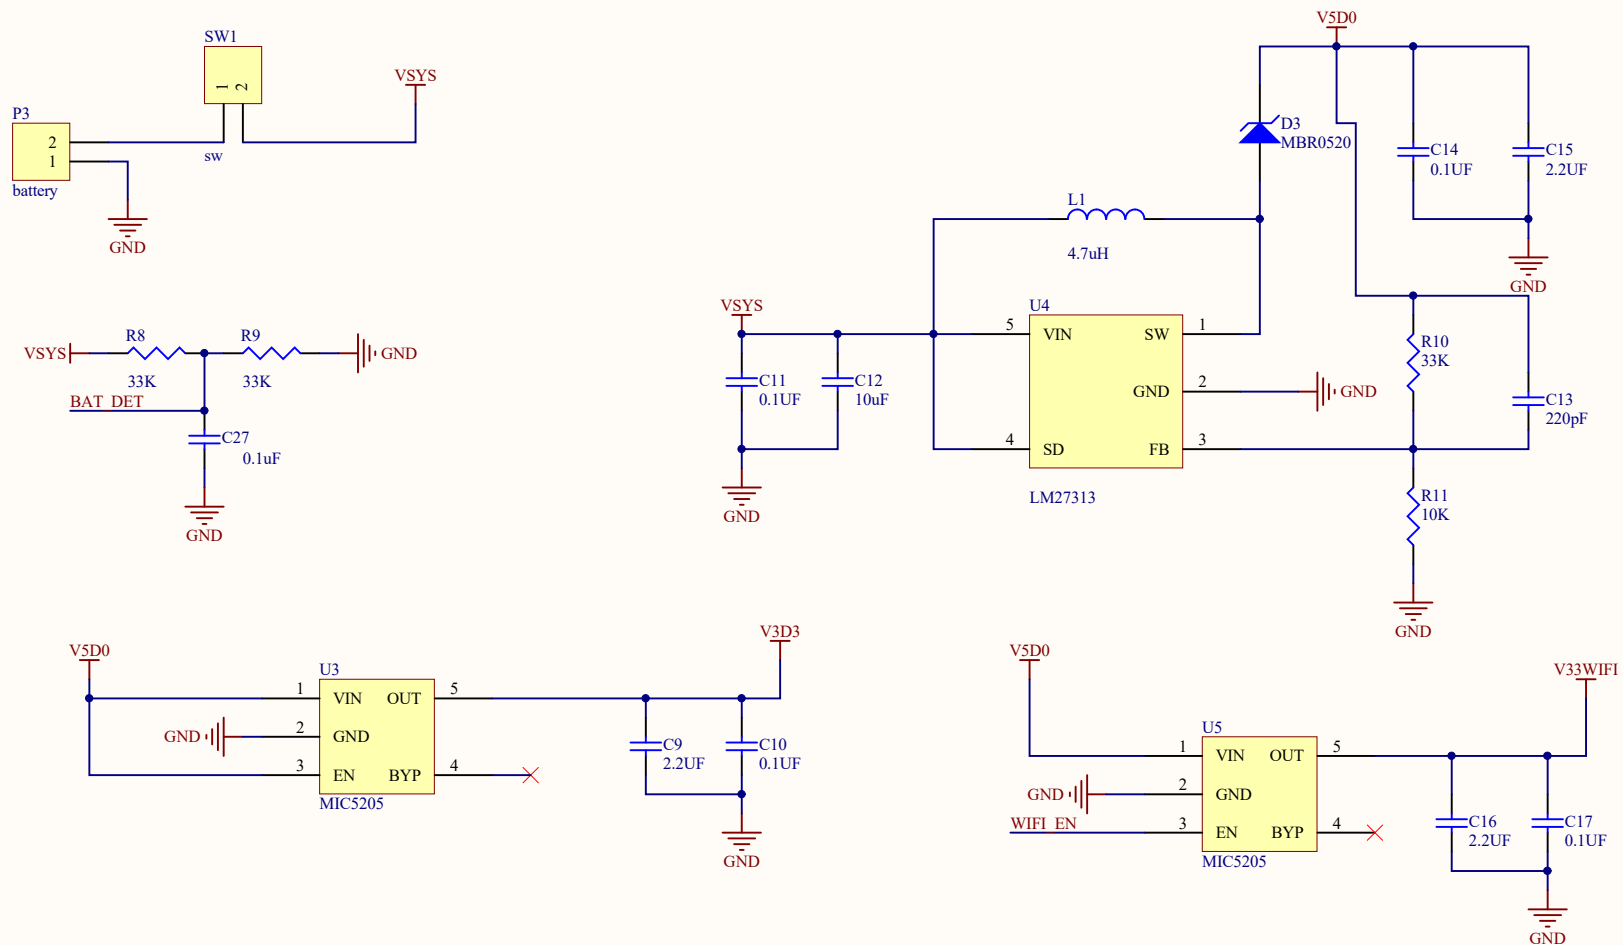 SW1
1
2
sw
VSYS
P3
2
1
battery
GND
VSYS
R8
33K
R9
33K
GND
BAT_DET
C27
0.1uF
GND
V5D0
D3
MBR0520
C14
0.1UF
C15
2.2UF
GND
L1
4.7uH
VSYS
C11
0.1UF
C12
10uF
GND
U4
5
VIN
SW
1
GND
2
GND
4
SD
FB
3
LM27313
R10
33K
C13
220pF
R11
10K
GND
V5D0
U3
1
VIN
OUT
5
GND
2
GND
3
EN
BYP
4
MIC5205
V3D3
C9
2.2UF
C10
0.1UF
GND
V5D0
U5
1
VIN
OUT
5
GND
2
GND
WIFI_EN
3
EN
BYP
4
MIC5205
V33WIFI
C16
2.2UF
C17
0.1UF
GND